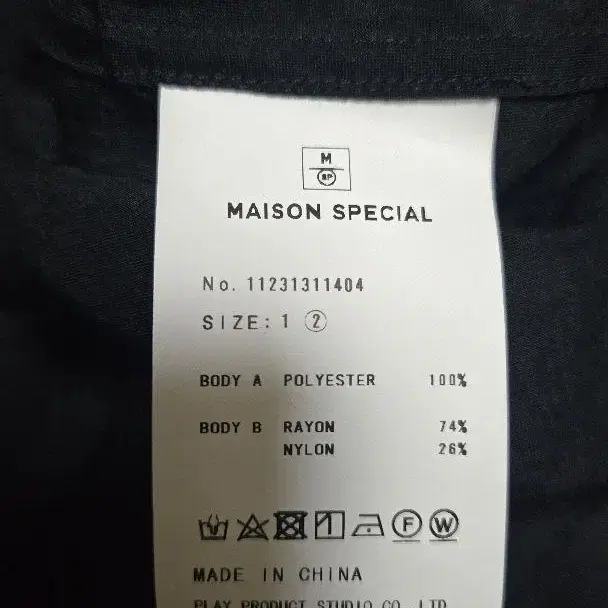 M
SP
MAISON SPECIAL
No. 11231311404
SIZE: 1 ②
BODY A POLYESTER 100%
BODY B RAYON 74%
NYLON 26%
F W
MADE IN CHINA
PLAY PRODUCT STUDIO CO. LTD